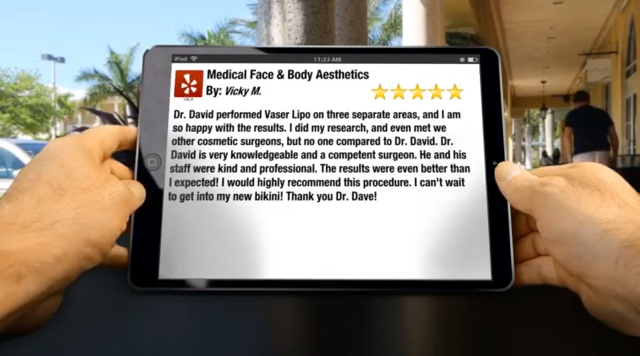 iPad
11:23 AM
YELP
Medical Face & Body Aesthetics
By: Vicky M.
Dr. David performed Vaser Lipo on three separate areas, and I am
so happy with the results. I did my research, and even met we
other cosmetic surgeons, but no one compared to Dr. David. Dr.
David is very knowledgeable and a competent surgeon. He and his
staff were kind and professional. The results were even better than
I expected! I would highly recommend this procedure. I can't wait
to get into my new bikini! Thank you Dr. Dave!